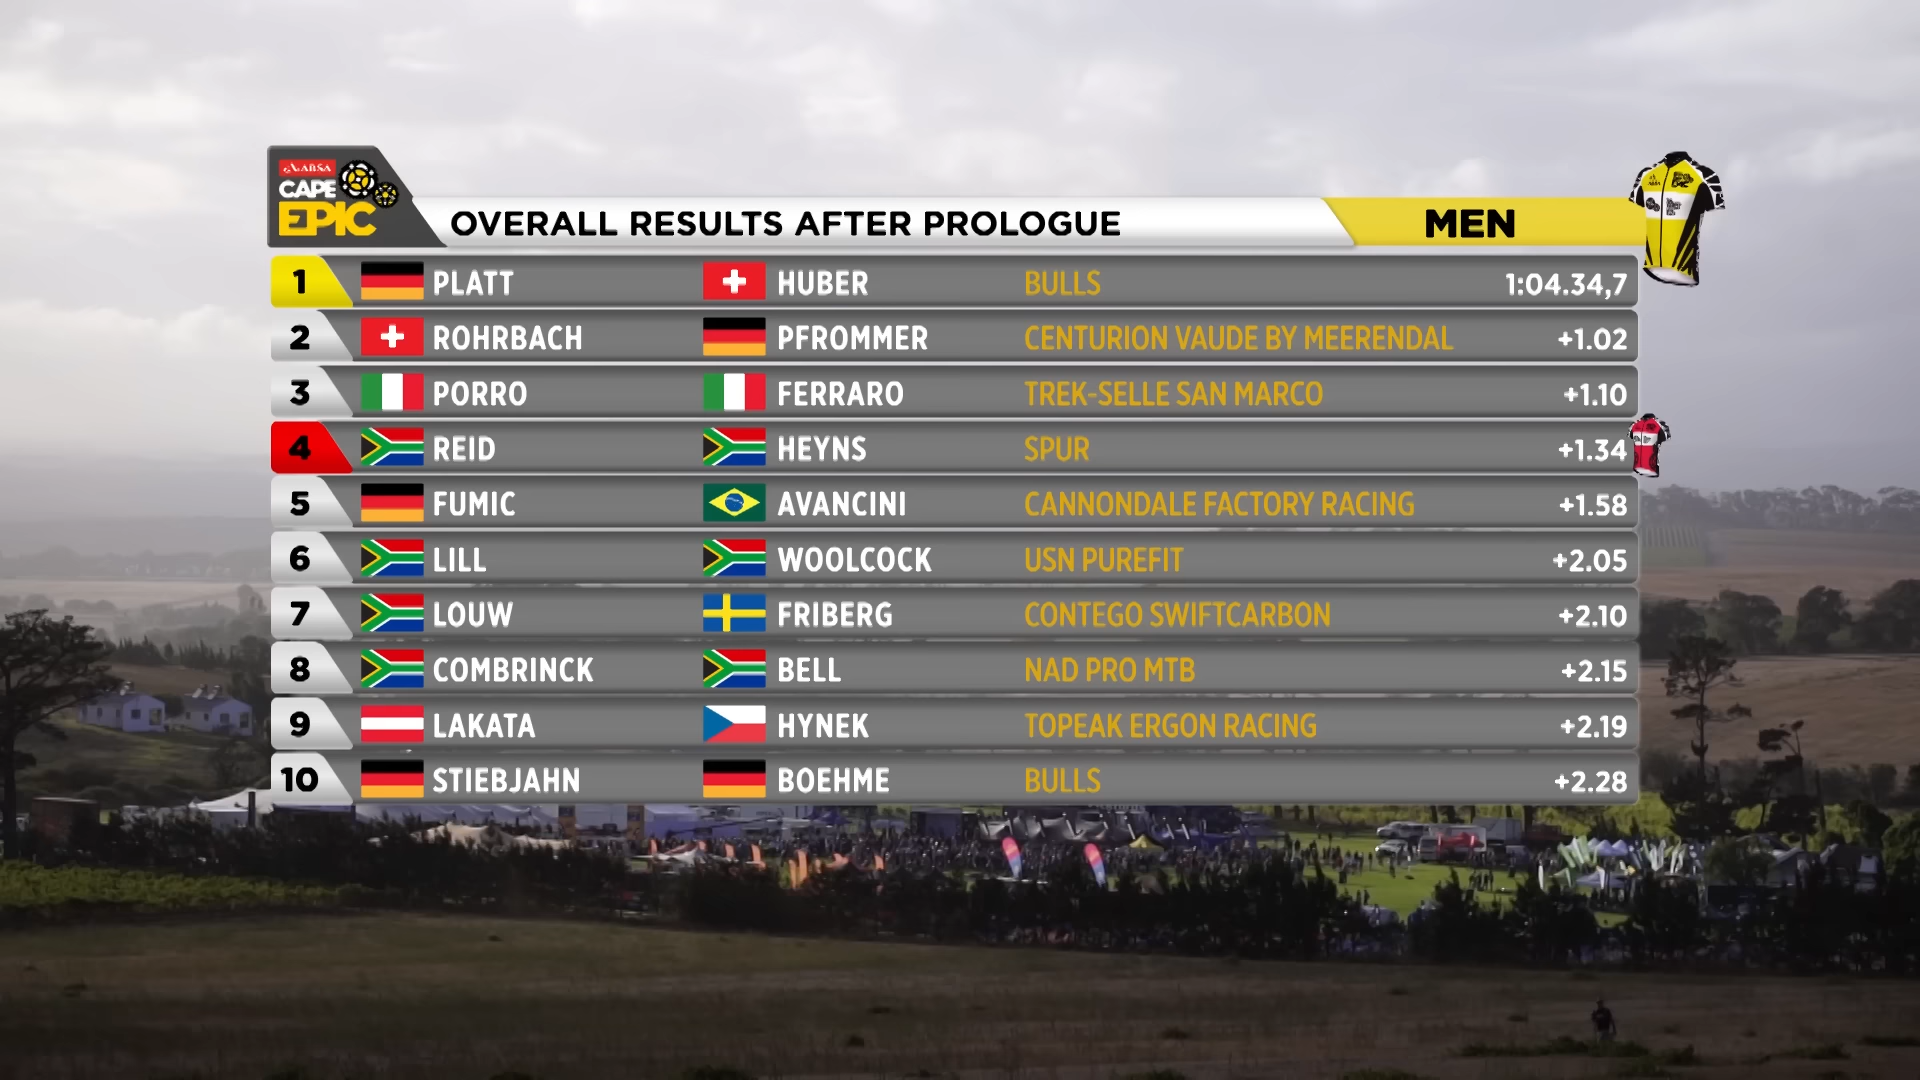 ABSA
CAPE
EPIC
OVERALL RESULTS AFTER PROLOGUE MEN
1 PLATT HUBER BULLS 1:04.34,7
2 ROHRBACH PFROMMER CENTURION VAUDE BY MEERENDAL +1.02
3 PORRO FERRARO TREK-SELLE SAN MARCO +1.10
4 REID HEYNS SPUR +1.34
5 FUMIC AVANCINI CANNONDALE FACTORY RACING +1.58
6 LILL WOOLCOCK USN PUREFIT +2.05
7 LOUW FRIBERG CONTEGO SWIFTCARBON +2.10
8 COMBRINCK BELL NAD PRO MTB +2.15
9 LAKATA HYNEK TOPEAK ERGON RACING +2.19
10 STIEBJAHN BOEHME BULLS +2.28